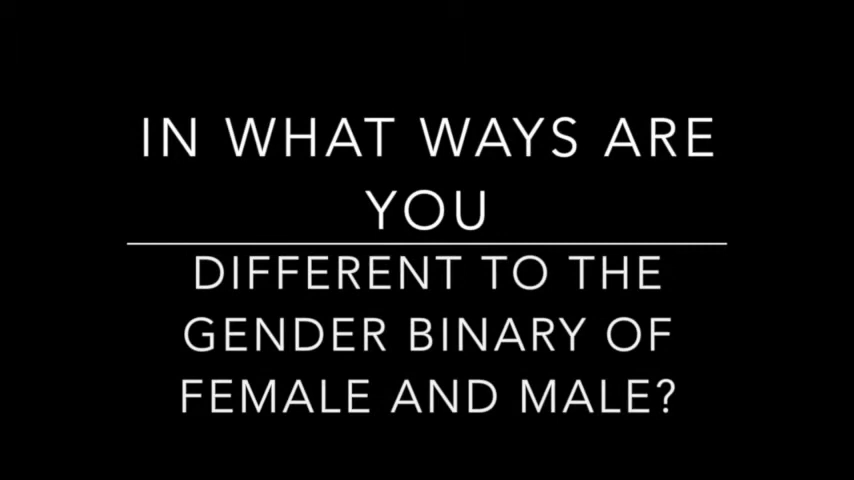 IN WHAT WAYS ARE
YOU
DIFFERENT TO THE
GENDER BINARY OF
FEMALE AND MALE?